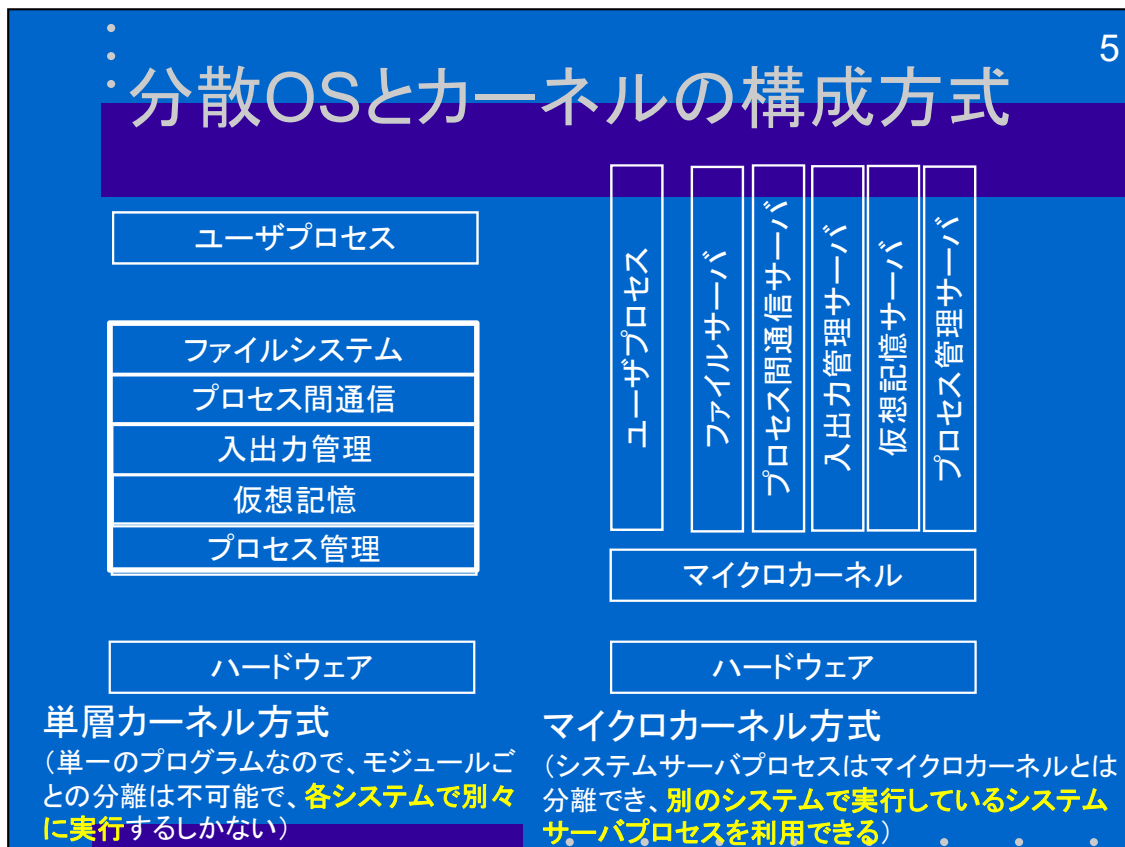 5
分散OSとカーネルの構成方式
ユーザプロセス
ファイルシステム
プロセス間通信
入出力管理
仮想記憶
プロセス管理
ハードウェア
単層カーネル方式
（単一のプログラムなので、モジュールご
との分離は不可能で、各システムで別々
に実行するしかない）
ユーザプロセス
ファイルサーバ
プロセス間通信サーバ
入出力管理サーバ
仮想記憶サーバ
プロセス管理サーバ
マイクロカーネル
ハードウェア
マイクロカーネル方式
（システムサーバプロセスはマイクロカーネルとは
分離でき、別のシステムで実行しているシステム
サーバプロセスを利用できる）